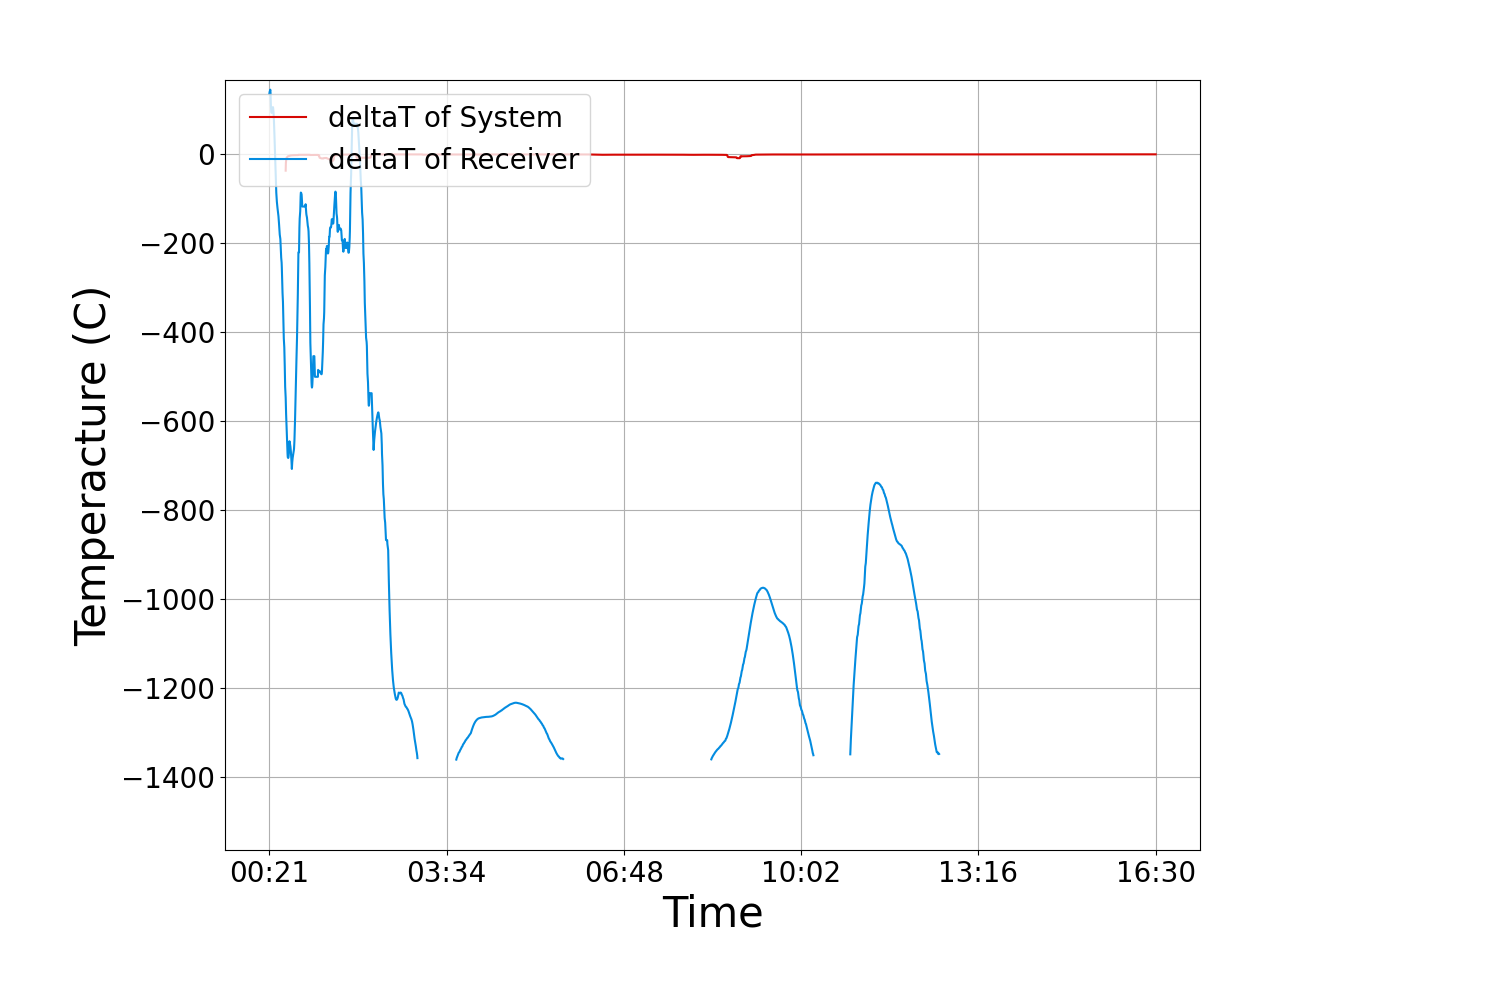 deltaT of System
deltaT of Receiver
0
−200
−400
−600
−800
−1000
−1200
−1400
Temperacture (C)
00:21 03:34 06:48 10:02 13:16 16:30
Time